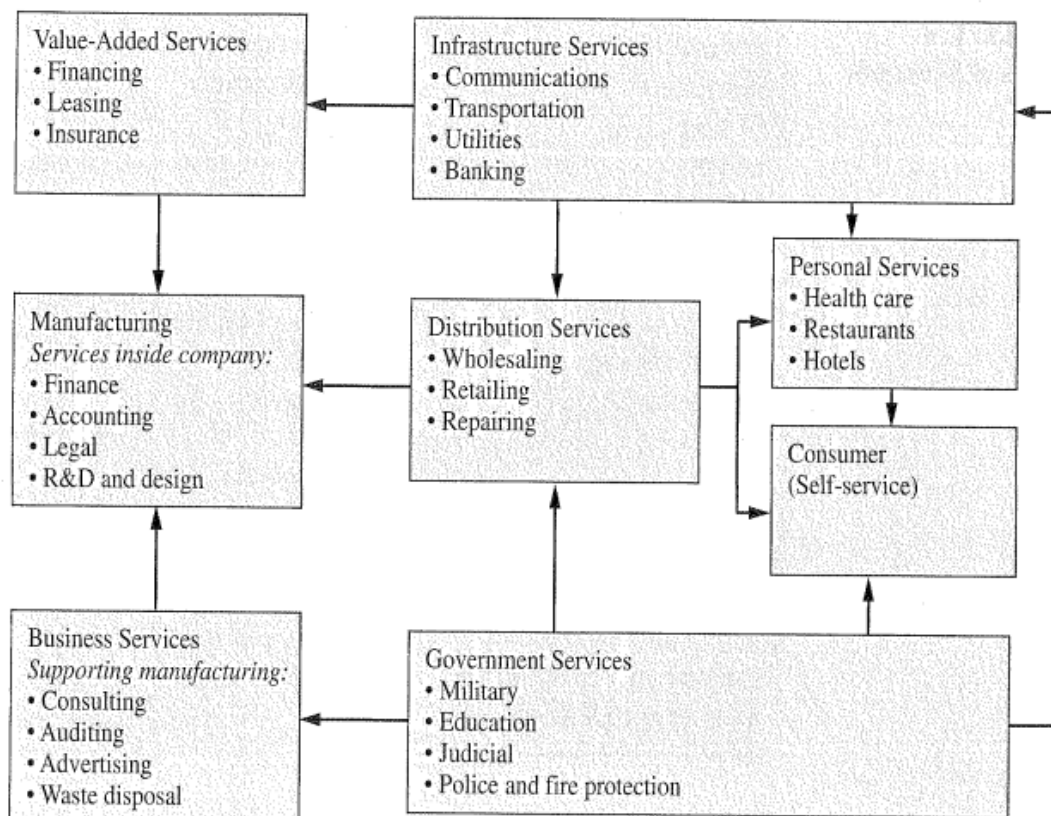 Value-Added Services
• Financing
• Leasing
• Insurance
Infrastructure Services
• Communications
• Transportation
• Utilities
• Banking
Manufacturing
Services inside company:
• Finance
• Accounting
• Legal
• R&D and design
Distribution Services
• Wholesaling
• Retailing
• Repairing
Personal Services
• Health care
• Restaurants
• Hotels
Consumer
(Self-service)
Business Services
Supporting manufacturing:
• Consulting
• Auditing
• Advertising
• Waste disposal
Government Services
• Military
• Education
• Judicial
• Police and fire protection